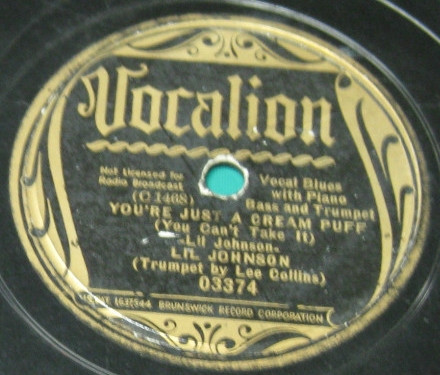 Vocalion
Not Licensed for
Radio Broadcast
(C 1468)
Vocal Blues
with Piano
Bass and Trumpet
YOU'RE JUST A CREAM PUFF
(You Can't Take It)
-Lil Johnson-
LIL JOHNSON
(Trumpet by Lee Collins)
03374
1637544 BRUNSWICK RECORD CORPORATION